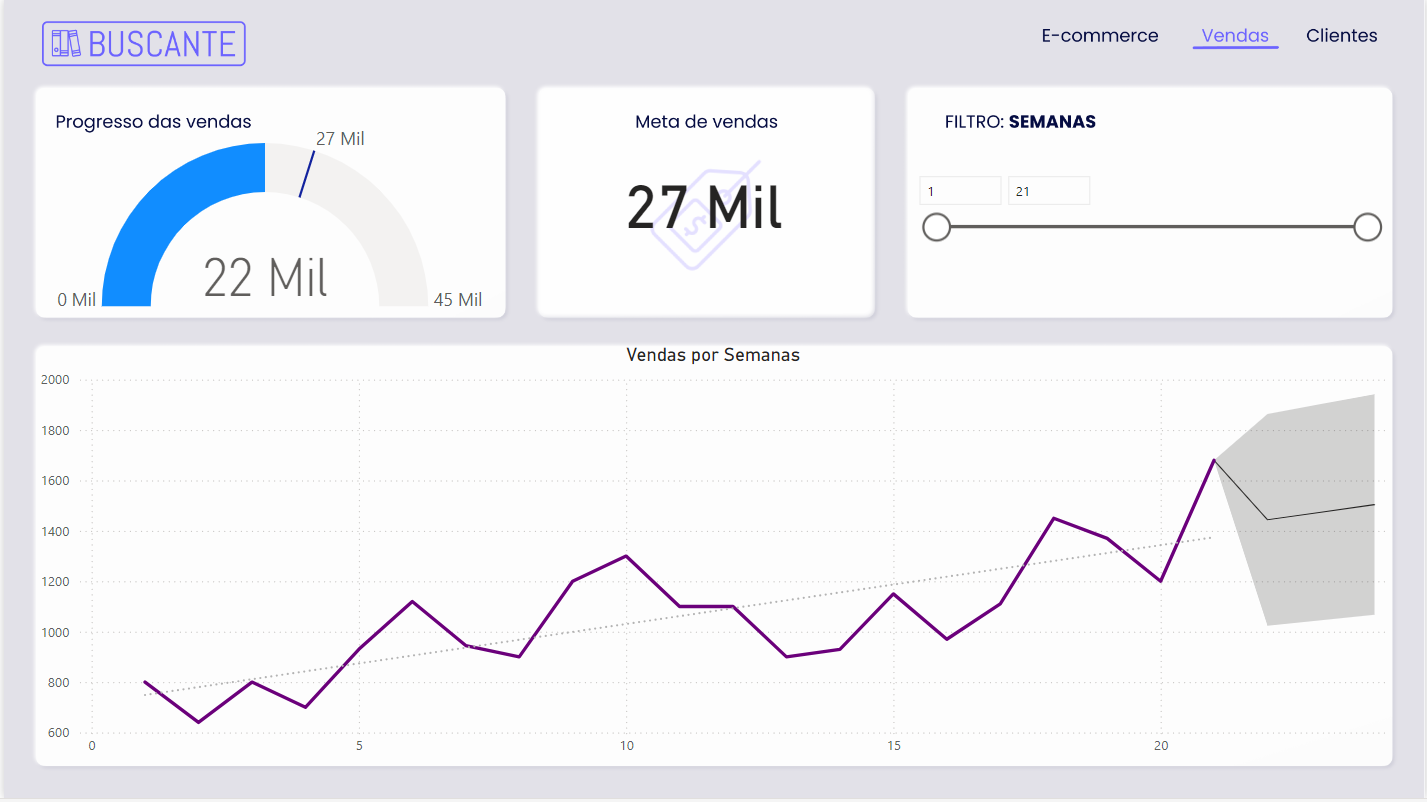 BUSCANTE
E-commerce
Vendas
Clientes
Progresso das vendas
27 Mil
22 Mil
0 Mil
45 Mil
Meta de vendas
27 Mil
FILTRO: SEMANAS
1
21
Vendas por Semanas
2000
1800
1600
1400
1200
1000
800
600
0
5
10
15
20